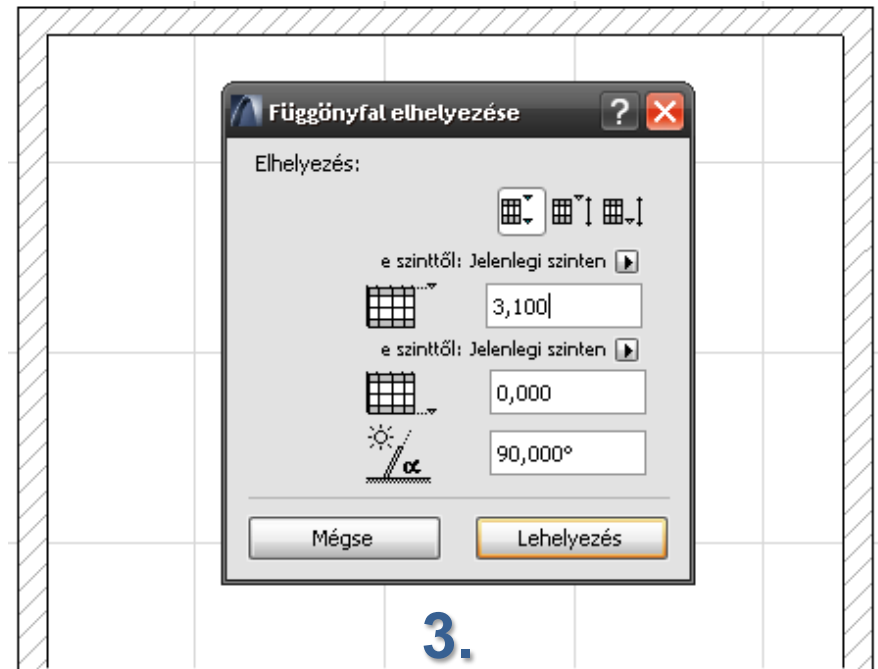 Függönyfal elhelyezése
Elhelyezés:
e szinttől: Jelenlegi szinten
3,100
e szinttől: Jelenlegi szinten
0,000
α
90,000°
Mégse
Lehelyezés
3.